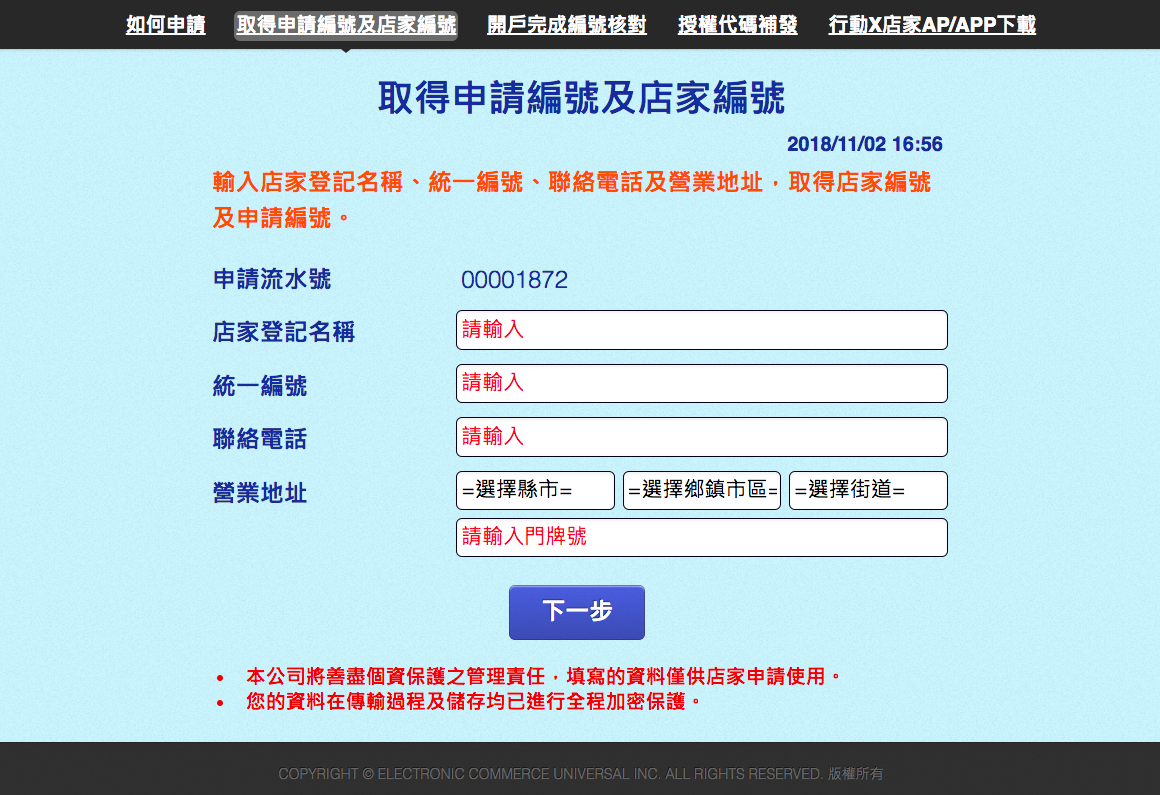 如何申請 取得申請編號及店家編號 開戶完成編號核對 授權代碼補發 行動X店家AP/APP下載
取得申請編號及店家編號
2018/11/02 16:56
輸入店家登記名稱、統一編號、聯絡電話及營業地址，取得店家編號
及申請編號。
申請流水號 00001872
店家登記名稱 請輸入
統一編號 請輸入
聯絡電話 請輸入
營業地址 =選擇縣市= =選擇鄉鎮市區= =選擇街道=
請輸入門牌號
下一步
• 本公司將善盡個資保護之管理責任，填寫的資料僅供店家申請使用。
• 您的資料在傳輸過程及儲存均已進行全程加密保護。
COPYRIGHT © ELECTRONIC COMMERCE UNIVERSAL INC. ALL RIGHTS RESERVED. 版權所有